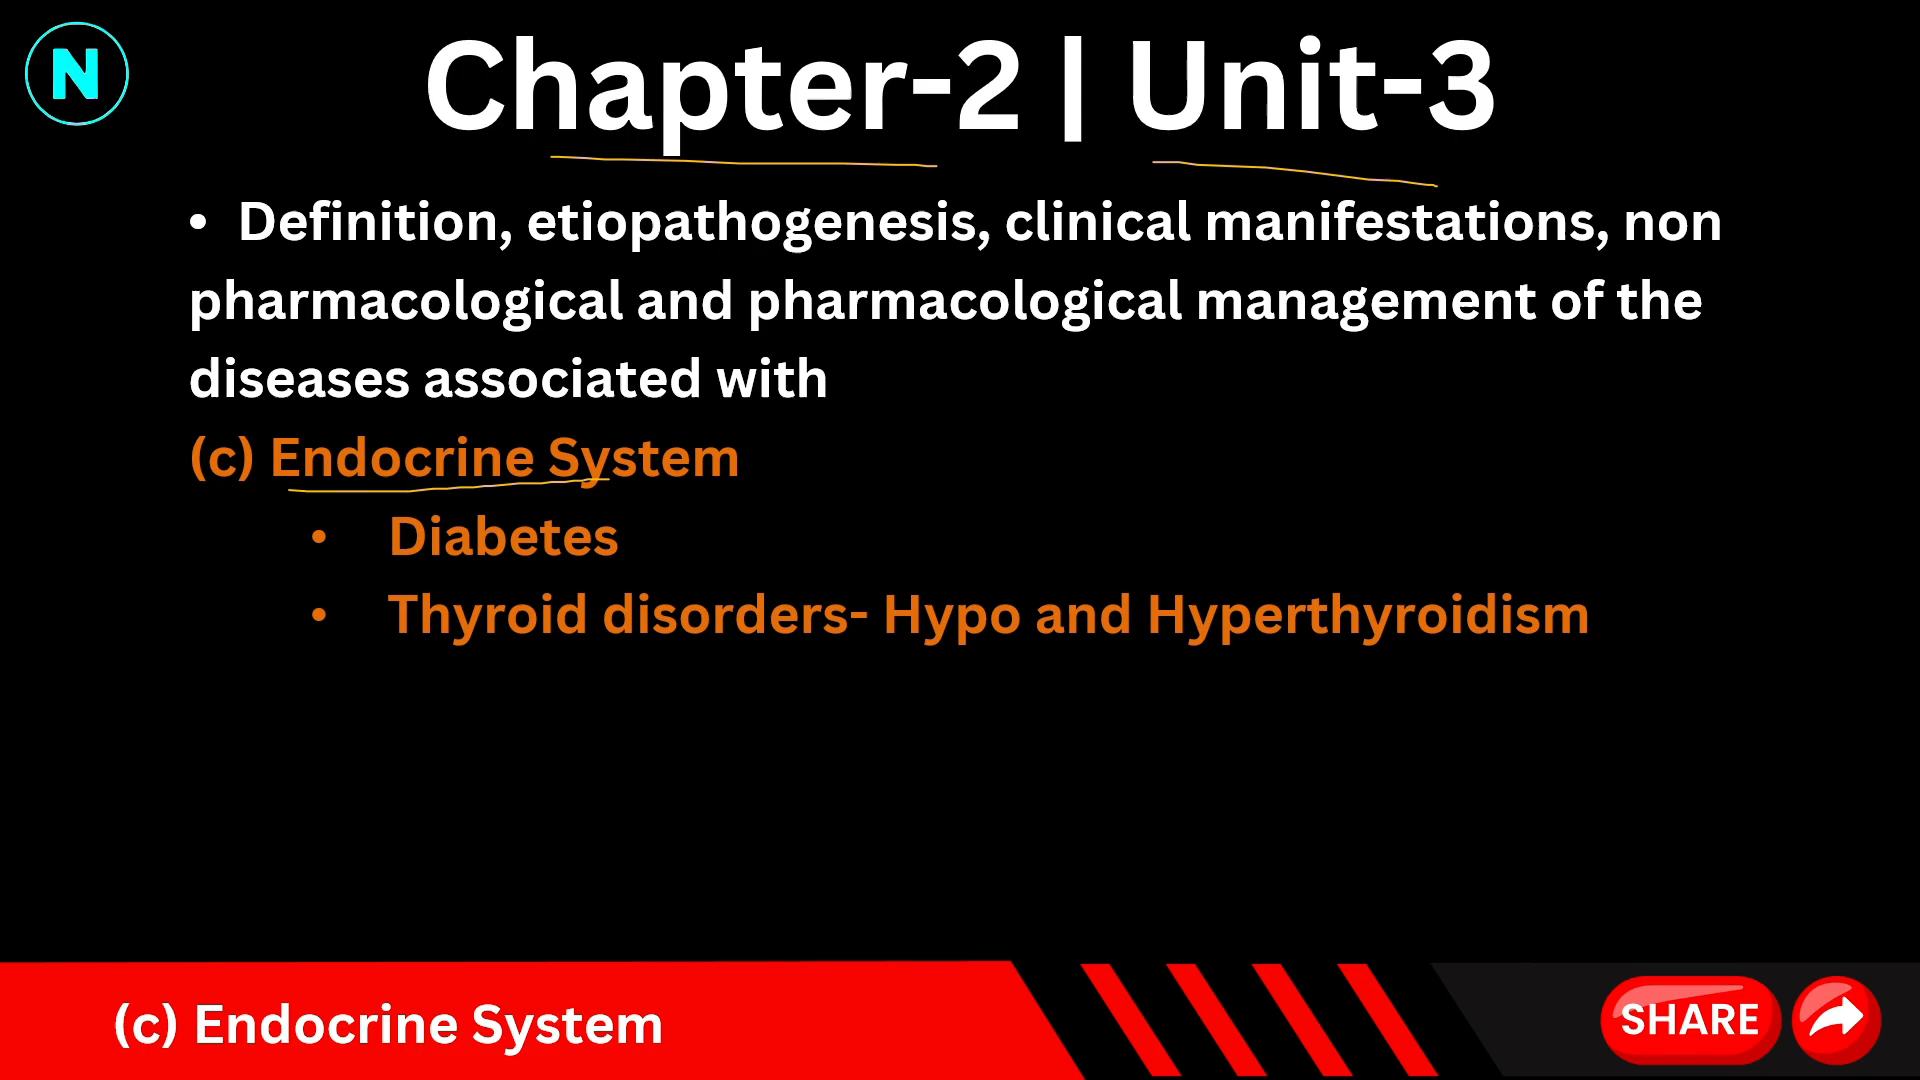 N
Chapter-2 | Unit-3
• Definition, etiopathogenesis, clinical manifestations, non
pharmacological and pharmacological management of the
diseases associated with
(c) Endocrine System
• Diabetes
• Thyroid disorders- Hypo and Hyperthyroidism
(c) Endocrine System
SHARE